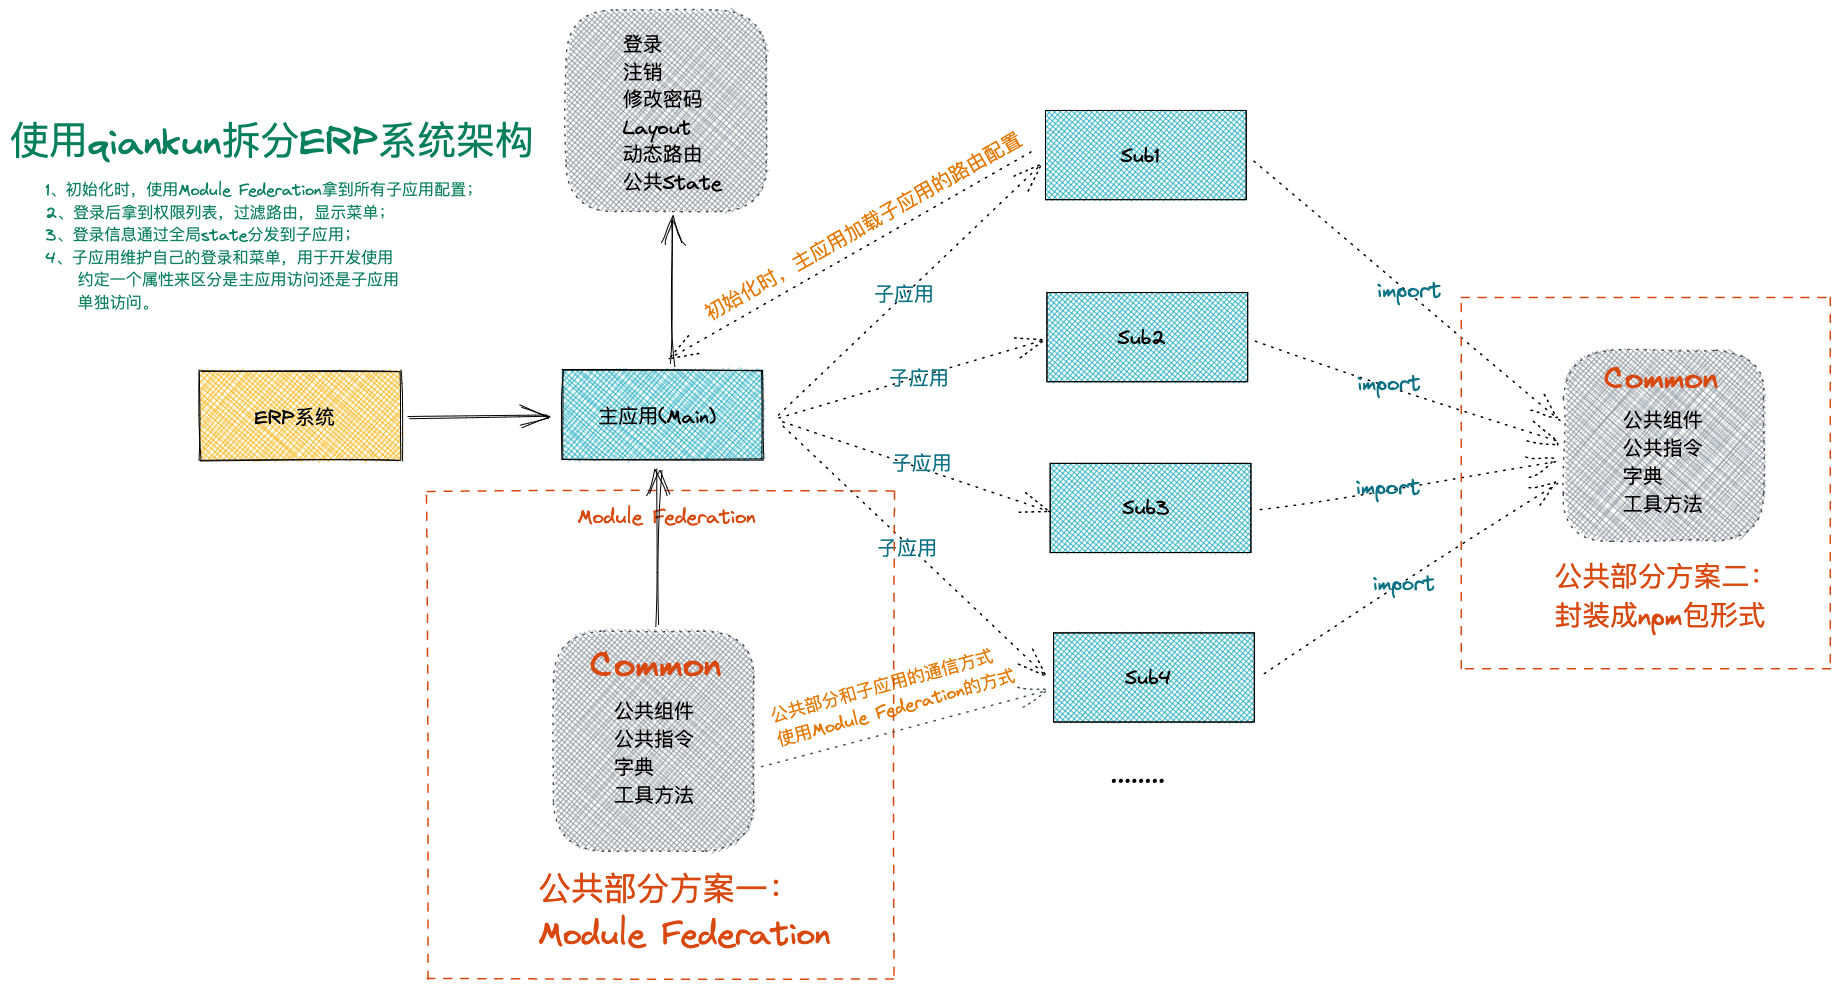 使用qiankun拆分ERP系统架构
1、初始化时，使用Module Federation拿到所有子应用配置；
2、登录后拿到权限列表，过滤路由，显示菜单；
3、登录信息通过全局state分发到子应用；
4、子应用维护自己的登录和菜单，用于开发使用
约定一个属性来区分是主应用访问还是子应用
单独访问。
登录
注销
修改密码
Layout
动态路由
公共State
初始化时，主应用加载子应用的路由配置
ERP系统
主应用(Main)
子应用
子应用
子应用
子应用
Sub1
Sub2
Sub3
Sub4
........
import
import
import
import
Common
公共组件
公共指令
字典
工具方法
公共部分方案二：
封装成npm包形式
Module Federation
Common
公共组件
公共指令
字典
工具方法
公共部分和子应用的通信方式
使用Module Federation的方式
公共部分方案一：
Module Federation